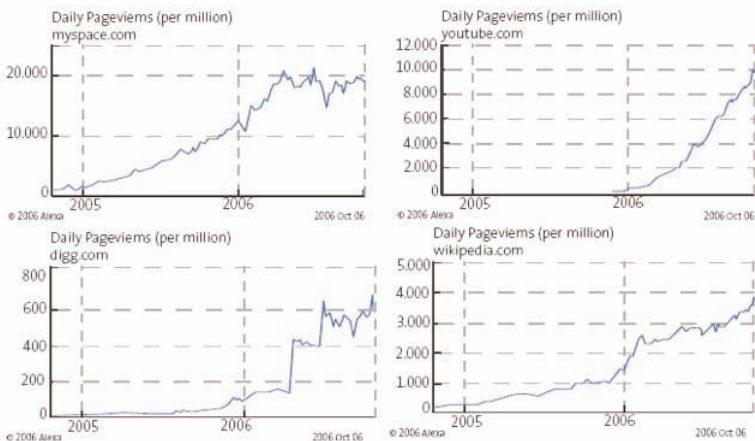 Daily Pageviems (per million)
myspace.com
20.000
10.000
0
2005
2006
© 2006 Alexa
2006 Oct 06
Daily Pageviems (per million)
youtube.com
12.000
10.000
8.000
6.000
4.000
2.000
0
2005
2006
© 2006 Alexa
2006 Oct 06
Daily Pageviems (per million)
digg.com
800
600
400
200
0
2005
2006
© 2006 Alexa
2006 Oct 06
Daily Pageviems (per million)
wikipedia.com
5.000
4.000
3.000
2.000
1.000
0
2005
2006
© 2006 Alexa
2006 Oct 06